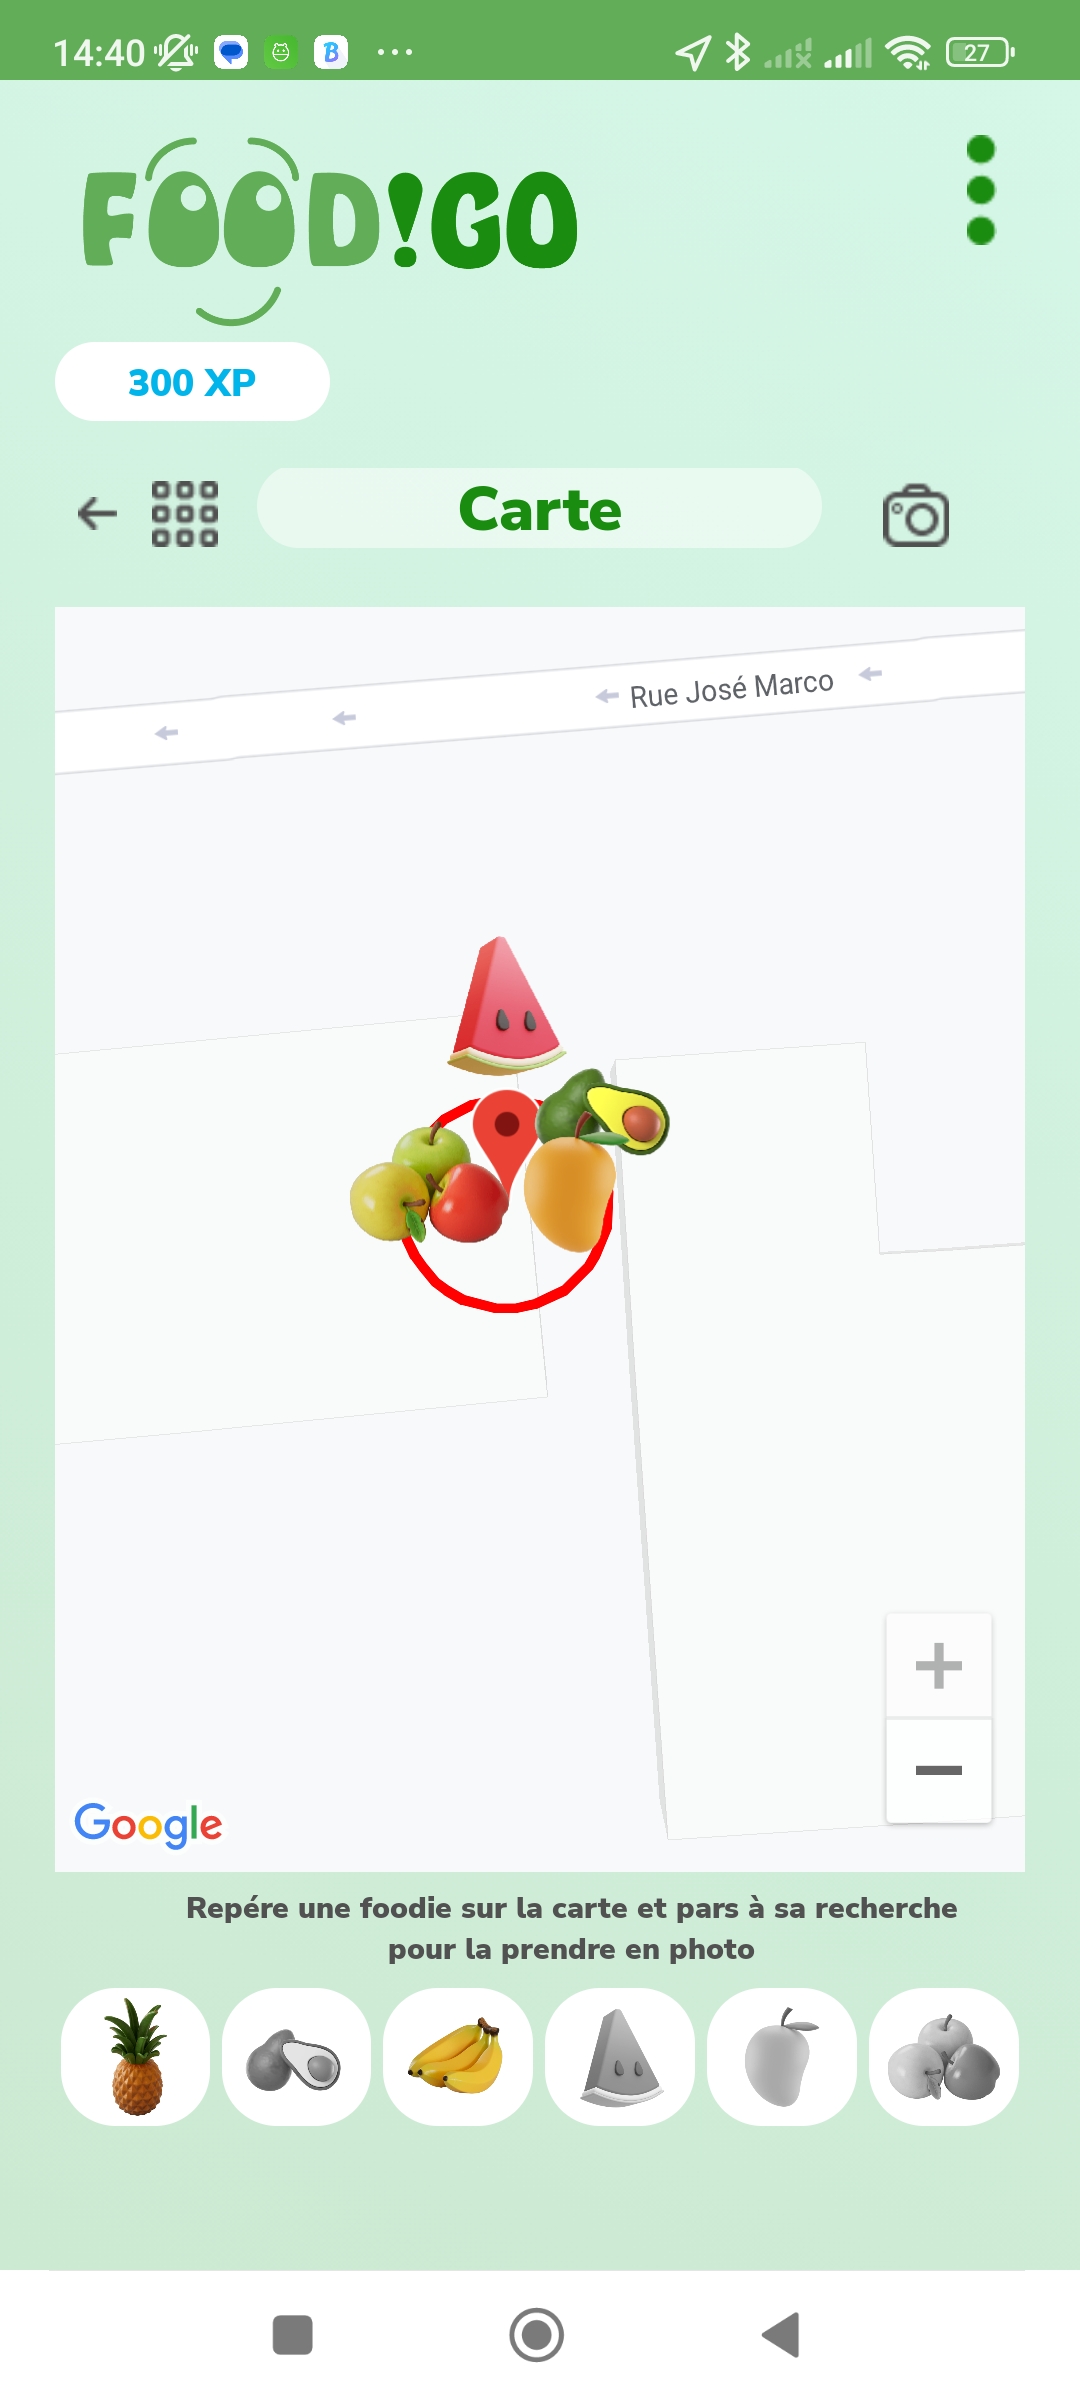 14:40
27
FOOD!GO
300 XP
Carte
Rue José Marco
Google
Repére une foodie sur la carte et pars à sa recherche
pour la prendre en photo